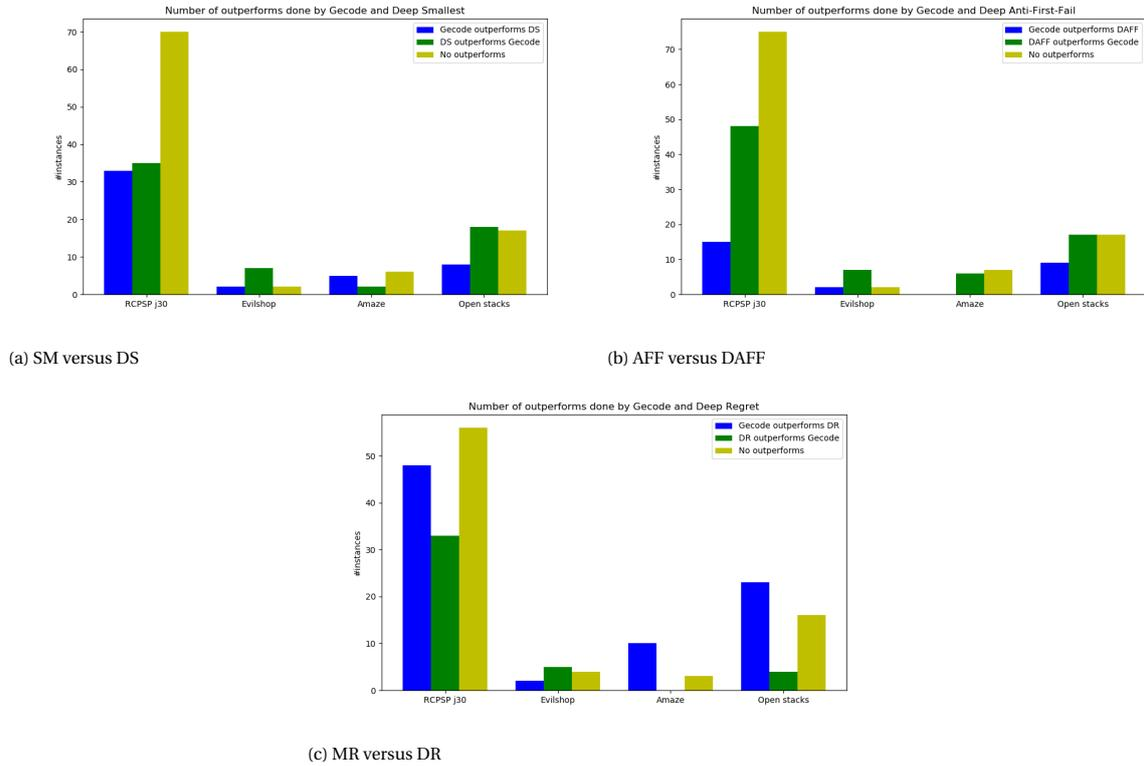 Number of outperforms done by Gecode and Deep Smallest
Gecode outperforms DS
DS outperforms Gecode
No outperforms
#instances
70
60
50
40
30
20
10
0
RCPSP j30 Evilshop Amaze Open stacks
(a) SM versus DS
Number of outperforms done by Gecode and Deep Anti-First-Fail
Gecode outperforms DAFF
DAFF outperforms Gecode
No outperforms
#instances
70
60
50
40
30
20
10
0
RCPSP j30 Evilshop Amaze Open stacks
(b) AFF versus DAFF
Number of outperforms done by Gecode and Deep Regret
Gecode outperforms DR
DR outperforms Gecode
No outperforms
#instances
50
40
30
20
10
0
RCPSP j30 Evilshop Amaze Open stacks
(c) MR versus DR